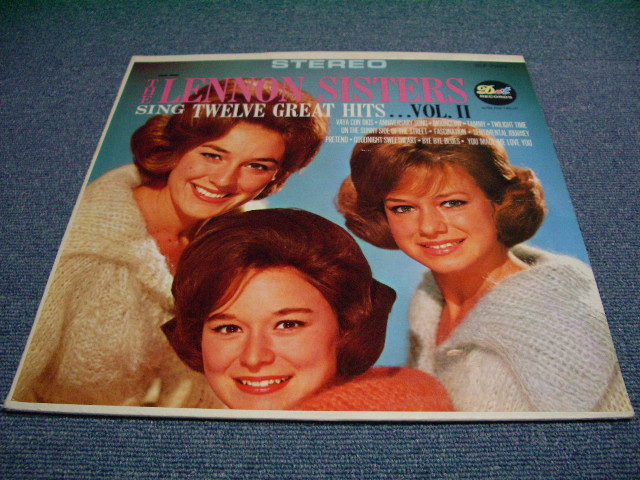 STEREO
THE LENNON SISTERS
SING TWELVE GREAT HITS...VOL. II
VAYA CON DIOS • ANNIVERSARY SONG • • • TWILIGHT TIME
ON THE SUNNY SIDE OF THE STREET • FASCINATION • SENTIMENTAL JOURNEY
PRETEND • GOODNIGHT SWEETHEART • BYE BYE BLUES • YOU MADE ME LOVE YOU
Dot
RECORDS